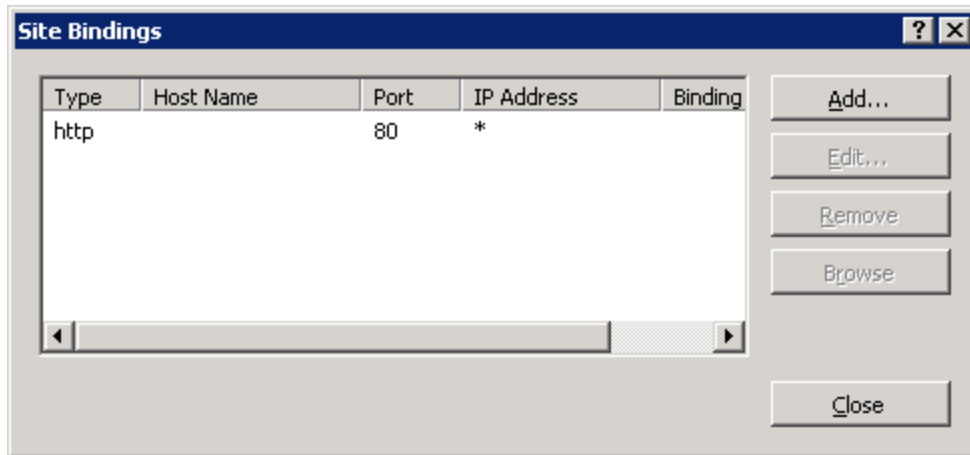 Site Bindings
Type Host Name Port IP Address Binding
http 80 *
Add...
Edit...
Remove
Browse
Close